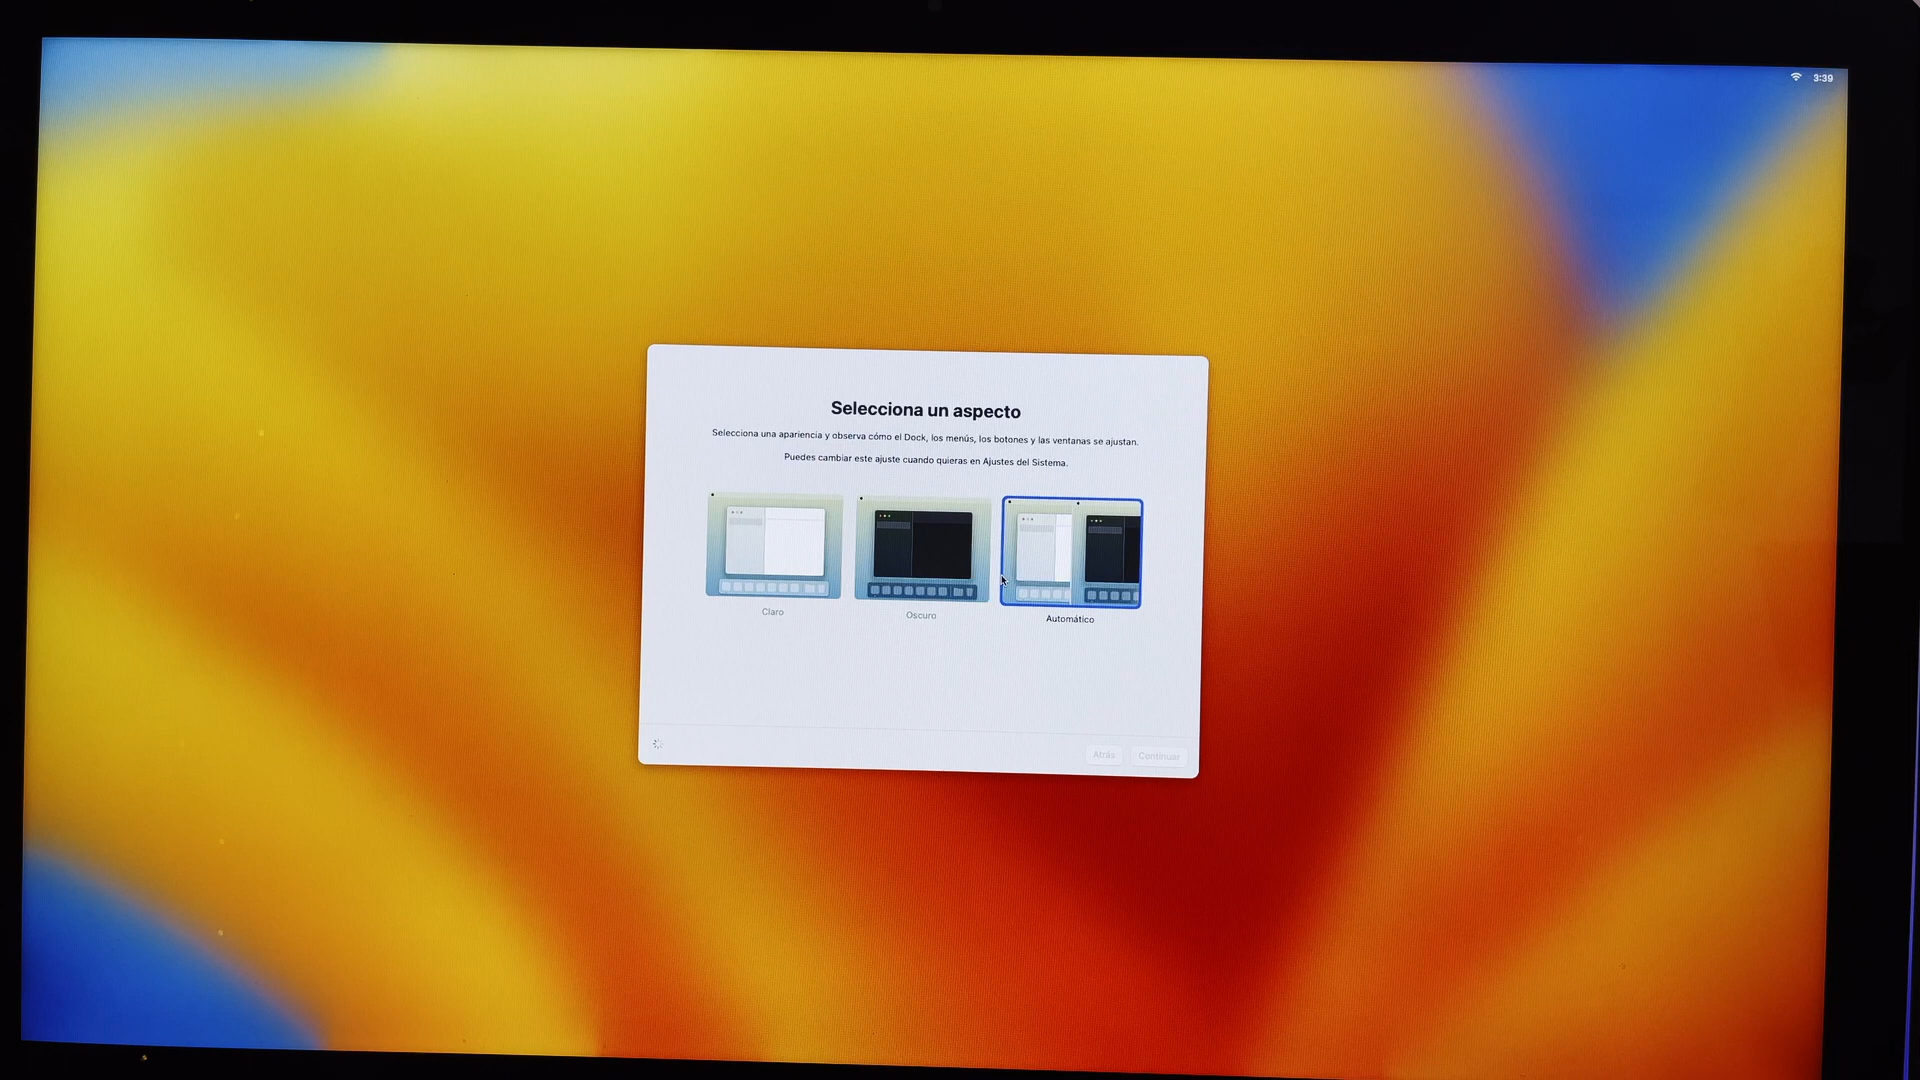 3:39
Selecciona un aspecto
Selecciona una apariencia y observa cómo el Dock, los menús, los botones y las ventanas se ajustan.
Puedes cambiar este ajuste cuando quieras en Ajustes del Sistema.
Claro
Oscuro
Automático
Atrás
Continuar